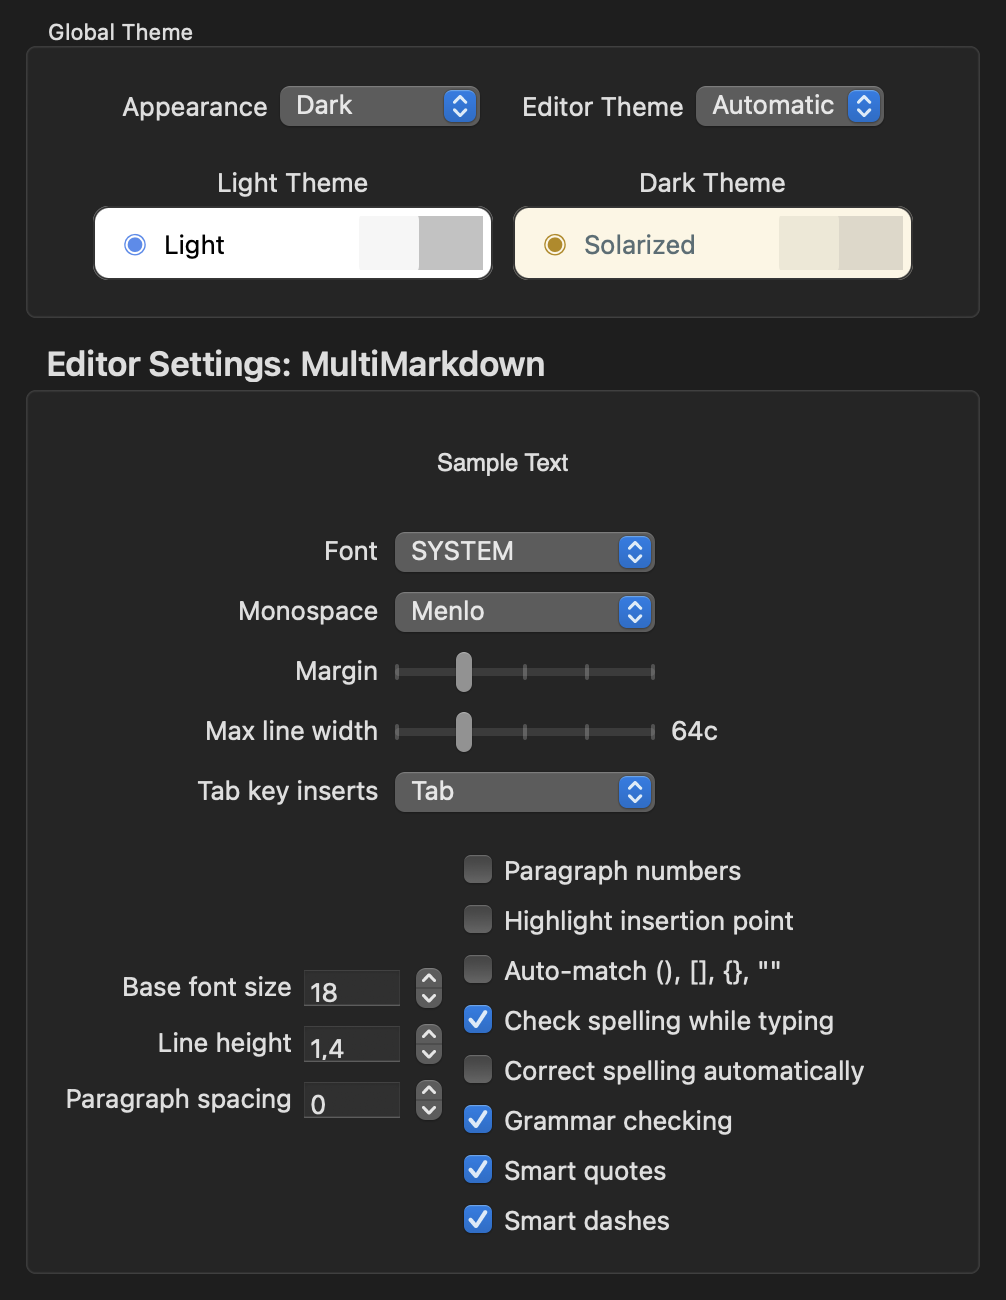 Global Theme
Appearance Dark Editor Theme Automatic
Light Theme Dark Theme
Light Solarized
Editor Settings: MultiMarkdown
Sample Text
Font SYSTEM
Monospace Menlo
Margin
Max line width 64c
Tab key inserts Tab
Paragraph numbers
Highlight insertion point
Auto-match (), [], {}, ""
Check spelling while typing
Correct spelling automatically
Grammar checking
Smart quotes
Smart dashes
Base font size 18
Line height 1,4
Paragraph spacing 0